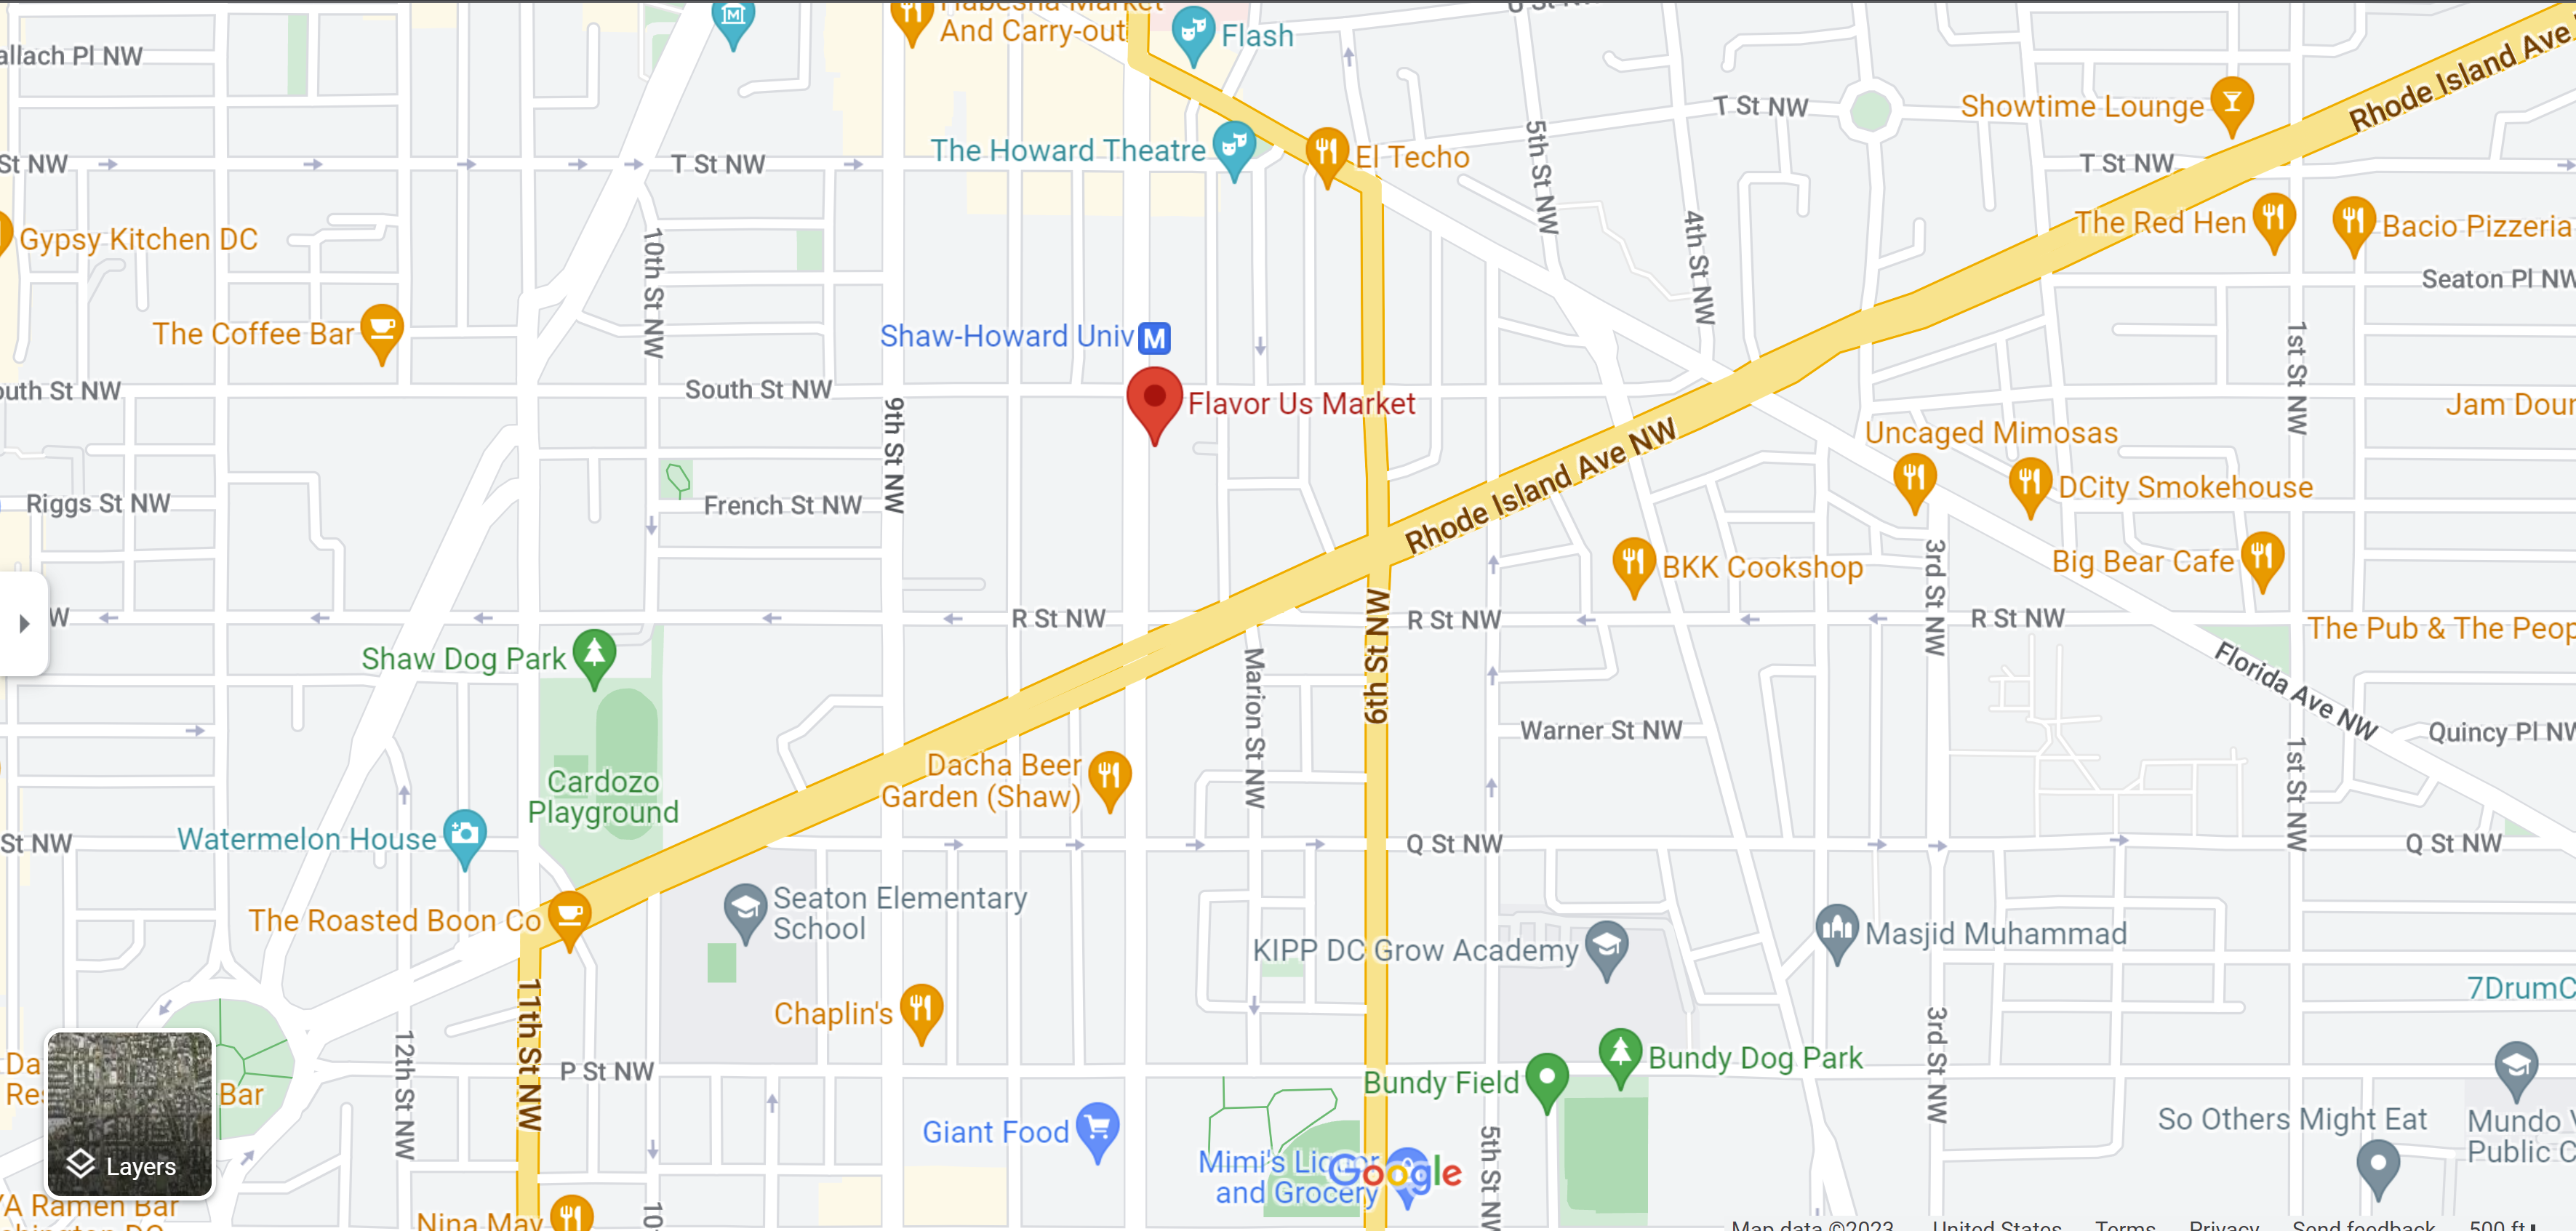 And Carry-out
Flash
allach Pl NW
T St NW
Showtime Lounge
Rhode Island Ave
The Howard Theatre
El Techo
5th St NW
St NW
T St NW
T St NW
Gypsy Kitchen DC
10th St NW
4th St NW
The Red Hen
Bacio Pizzeria
Seaton Pl NW
The Coffee Bar
Shaw-Howard Univ
M
1st St NW
outh St NW
South St NW
Flavor Us Market
Jam Dou
9th St NW
Rhode Island Ave NW
Uncaged Mimosas
DCity Smokehouse
Riggs St NW
French St NW
BKK Cookshop
3rd St NW
Big Bear Cafe
W
R St NW
R St NW
R St NW
The Pub & The Peop
Shaw Dog Park
Marion St NW
6th St NW
Florida Ave NW
Warner St NW
Quincy Pl NW
Dacha Beer
Garden (Shaw)
Cardozo
Playground
1st St NW
St NW
Watermelon House
Q St NW
Q St NW
The Roasted Boon Co
Seaton Elementary
School
KIPP DC Grow Academy
Masjid Muhammad
7DrumC
Chaplin's
11th St NW
12th St NW
P St NW
3rd St NW
Da
Res
Bar
Bundy Dog Park
Bundy Field
Giant Food
So Others Might Eat
Mundo V
Public C
5th St NW
Layers
Mimi's Liquor
and Grocery
Google
YA Ramen Bar
Nina May
10
Map data ©2023
United States
Terms
Privacy
Send feedback
500 ft